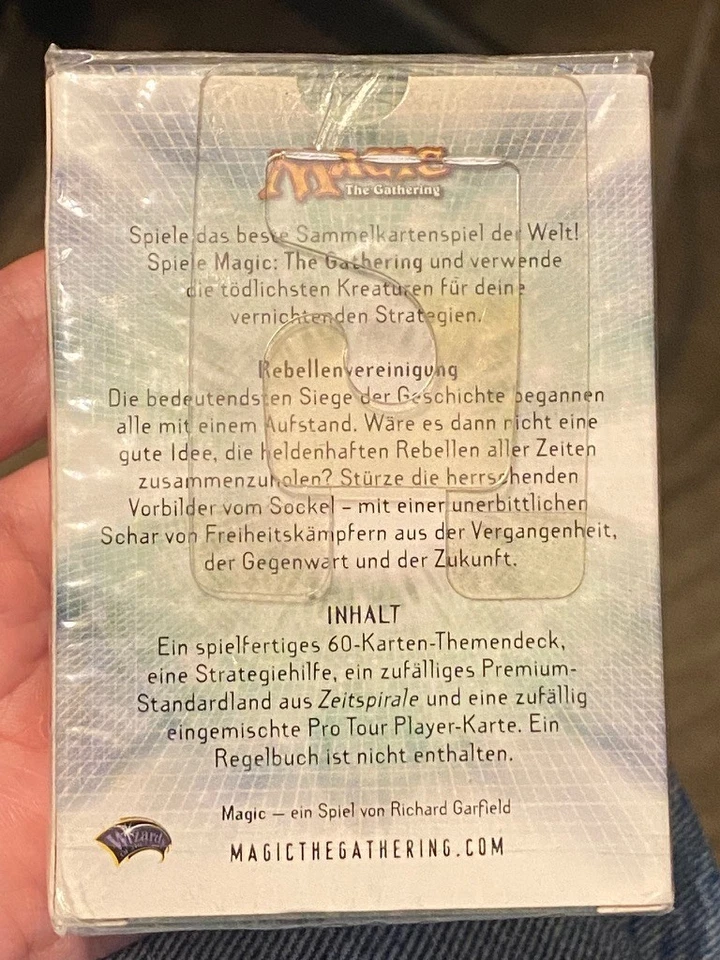 MAGIC
The Gathering
Spiele das beste Sammelkartenspiel der Welt!
Spiele Magic: The Gathering und verwende
die tödlichsten Kreaturen für deine
vernichtenden Strategien.
Rebellenvereinigung
Die bedeutendsten Siege der Geschichte begannen
alle mit einem Aufstand. Wäre es dann nicht eine
gute Idee, die heldenhaften Rebellen aller Zeiten
zusammenzuholen? Stürze die herrschenden
Vorbilder vom Sockel – mit einer unerbittlichen
Schar von Freiheitskämpfern aus der Vergangenheit,
der Gegenwart und der Zukunft.
INHALT
Ein spielfertiges 60-Karten-Themendeck,
eine Strategiehilfe, ein zufälliges Premium-
Standardland aus Zeitspirale und eine zufällig
eingemischte Pro Tour Player-Karte. Ein
Regelbuch ist nicht enthalten.
Magic – ein Spiel von Richard Garfield
Wizards
MAGICTHEGATHERING.COM